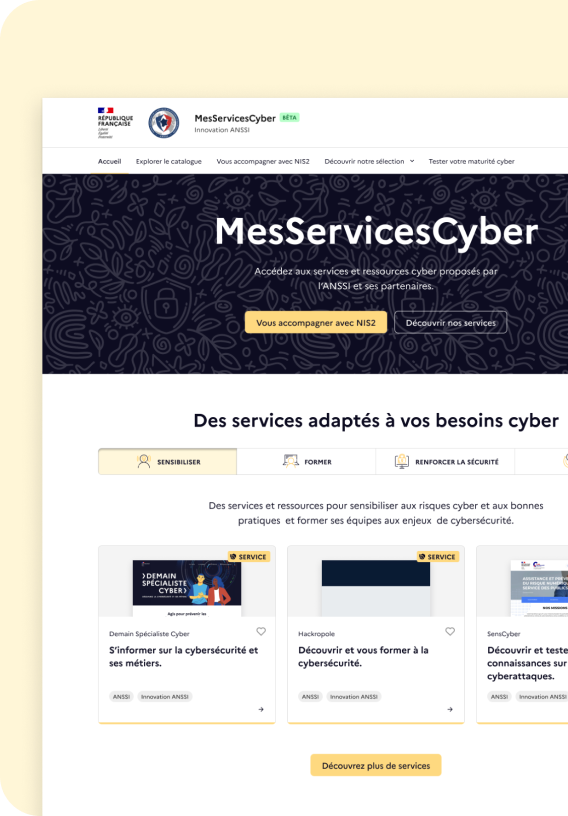 RÉPUBLIQUE
FRANÇAISE
Liberté
Égalité
Fraternité
MesServicesCyber BÊTA
Innovation ANSSI
Accueil Explorer le catalogue Vous accompagner avec NIS2 Découvrir notre sélection Tester votre maturité cyber
MesServicesCyber
Accédez aux services et ressources cyber proposés par
l'ANSSI et ses partenaires.
Vous accompagner avec NIS2 Découvrir nos services
Des services adaptés à vos besoins cyber
SENSIBILISER FORMER RENFORCER LA SÉCURITÉ
Des services et ressources pour sensibiliser aux risques cyber et aux bonnes
pratiques et former ses équipes aux enjeux de cybersécurité.
SERVICE SERVICE
DEMAIN
SPÉCIALISTE
CYBER
Agis pour prévenir les
NOS MISSIONS
Demain Spécialiste Cyber Hackropole SensCyber
S'informer sur la cybersécurité et
ses métiers.
Découvrir et vous former à la
cybersécurité.
Découvrir et teste
connaissances sur
cyberattaques.
ANSSI Innovation ANSSI ANSSI Innovation ANSSI ANSSI Innovation ANSSI
Découvrez plus de services